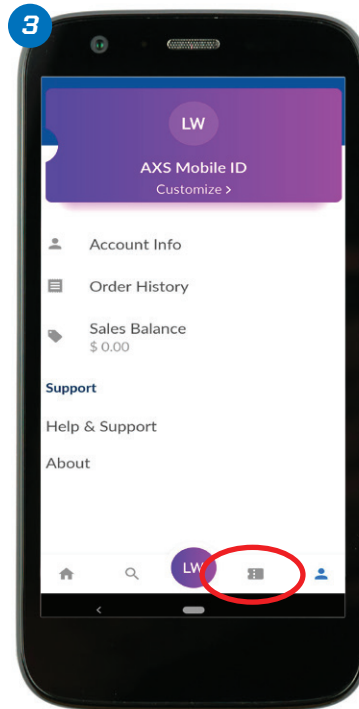 3
LW
AXS Mobile ID
Customize >
Account Info
Order History
Sales Balance
$ 0.00
Support
Help & Support
About
LW